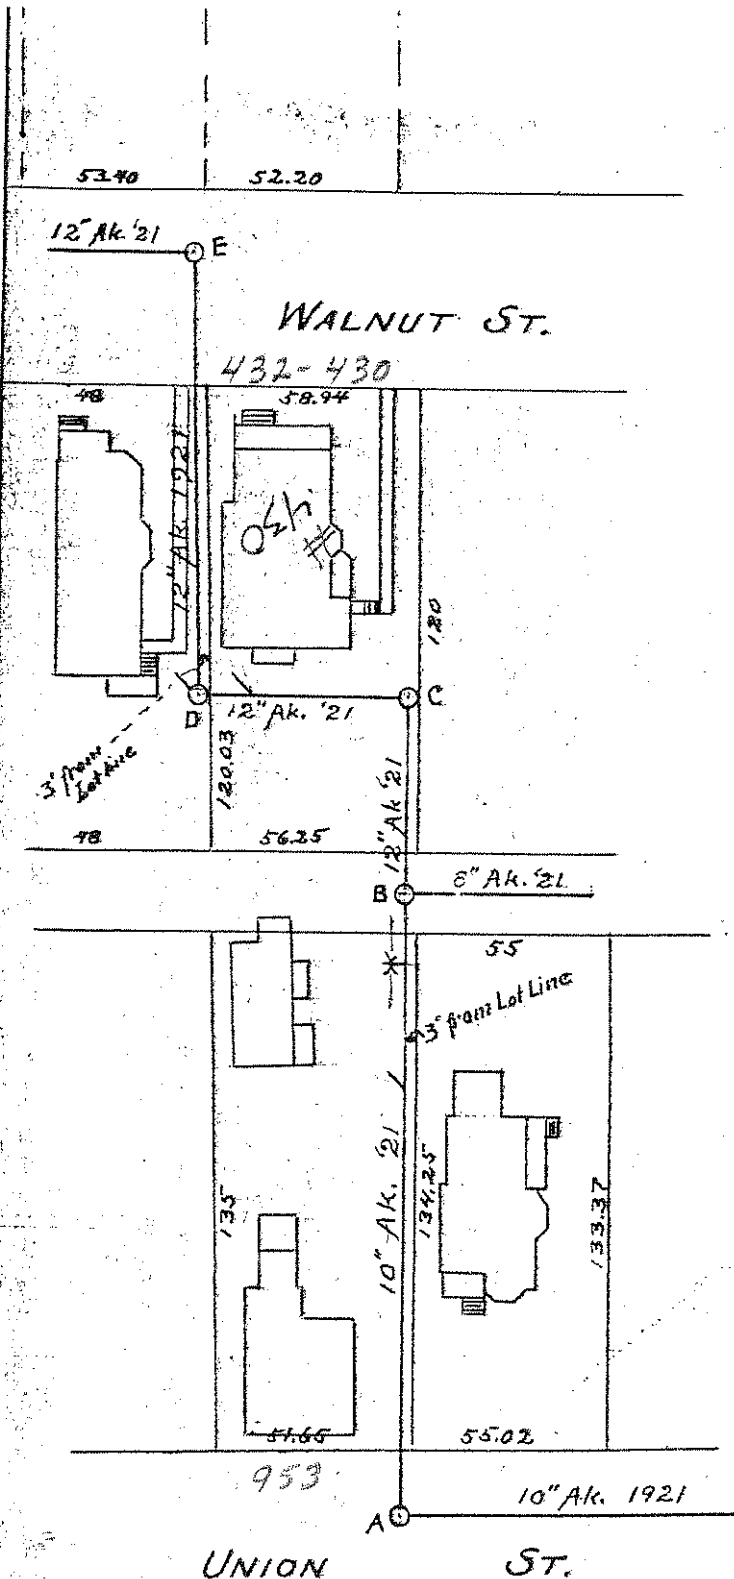 53.40
52.20
12" Ak. '21
E
WALNUT ST.
432-430
48
58.94
12" Ak. 1921
430
120
D
12" Ak. '21
C
3' from
Lot Line
120.03
12" Ak '21
48
56.25
B
8" Ak. '21
55
3' from Lot Line
10" Ak. '21
135
134.25
133.37
51.65
55.02
953
A
10" Ak. 1921
UNION ST.